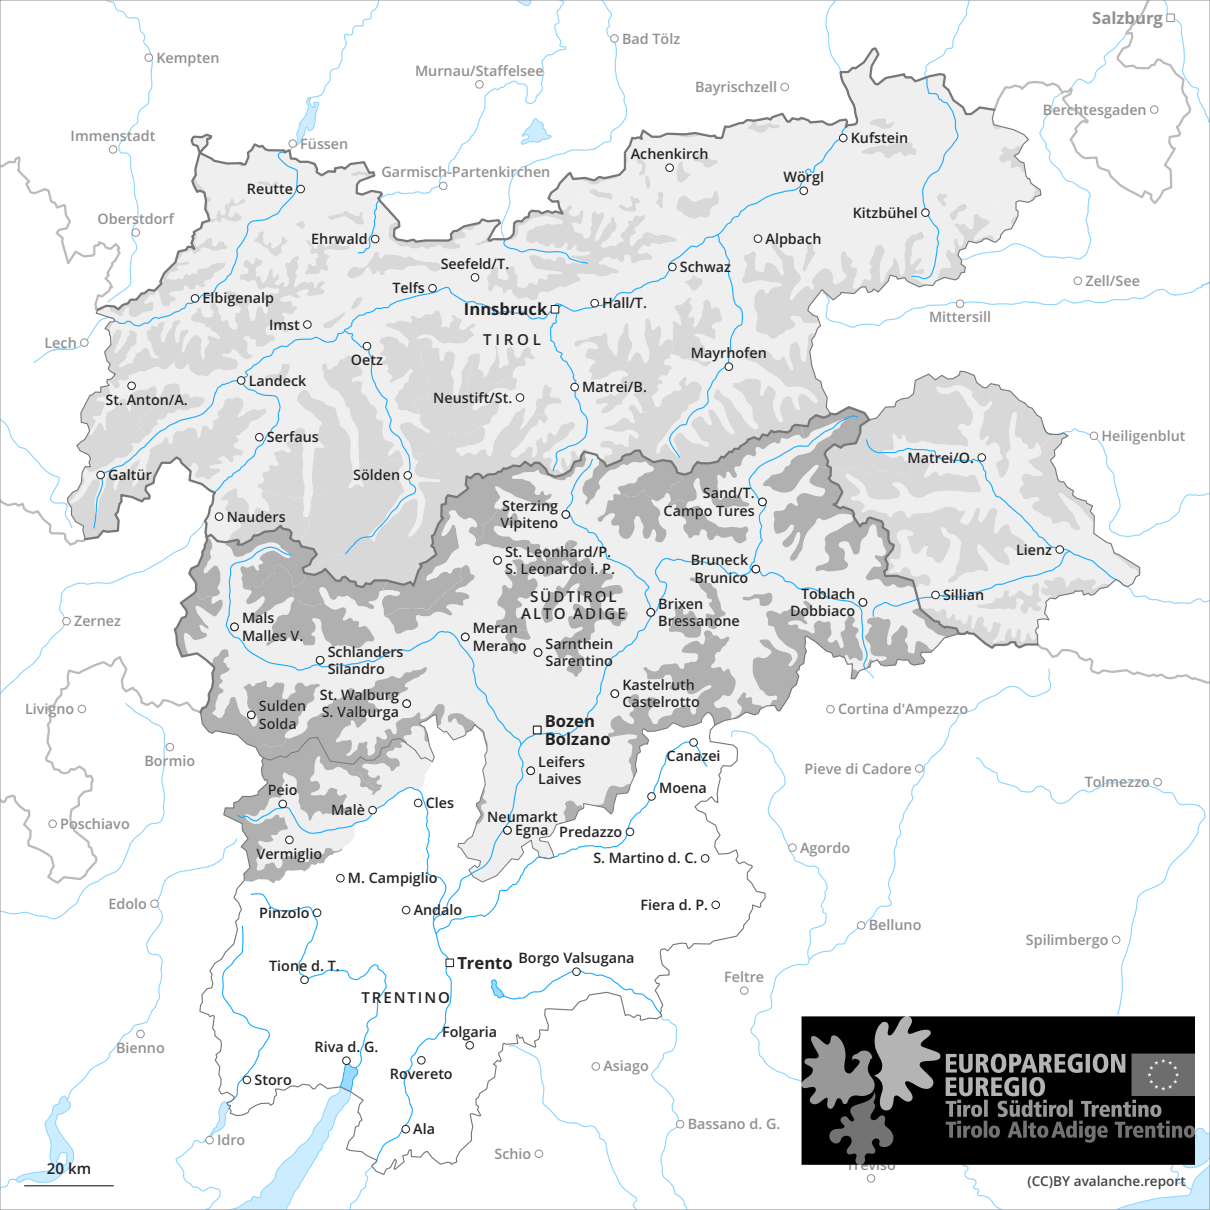 Salzburg
Bad Tölz
Kempten
Murnau/Staffelsee
Bayrischzell
Berchtesgaden
Immenstadt
Füssen
Kufstein
Achenkirch
Garmisch-Partenkirchen
Wörgl
Reutte
Kitzbühel
Oberstdorf
Ehrwald
Alpbach
Seefeld/T.
Schwaz
Zell/See
Telfs
Elbigenalp
Hall/T.
Innsbruck
Mittersill
Imst
TIROL
Lech
Oetz
Mayrhofen
Landeck
Matrei/B.
St. Anton/A.
Neustift/St.
Serfaus
Heiligenblut
Matrei/O.
Galtür
Sölden
Sand/T.
Campo Tures
Sterzing
Vipiteno
Nauders
St. Leonhard/P.
S. Leonardo i. P.
Lienz
Bruneck
Brunico
SÜDTIROL
ALTO ADIGE
Toblach
Dobbiaco
Sillian
Brixen
Bressanone
Mals
Malles V.
Zernez
Meran
Merano
Sarnthein
Sarentino
Schlanders
Silandro
Kastelruth
Castelrotto
St. Walburg
S. Valburga
Sulden
Solda
Livigno
Cortina d'Ampezzo
Bozen
Bolzano
Canazei
Bormio
Leifers
Laives
Pieve di Cadore
Tolmezzo
Peio
Moena
Malè
Cles
Neumarkt
Egna
Predazzo
Poschiavo
Vermiglio
S. Martino d. C.
Agordo
M. Campiglio
Edolo
Pinzolo
Andalo
Fiera d. P.
Belluno
Spilimbergo
Tione d. T.
Trento
Borgo Valsugana
Feltre
TRENTINO
Folgaria
Bienno
Riva d. G.
Rovereto
Asiago
Storo
EUROPAREGION
EUREGIO
Tirol Südtirol Trentino
Tirolo Alto Adige Trentino
Ala
Idro
Bassano d. G.
Schio
Treviso
20 km
(CC)BY avalanche.report